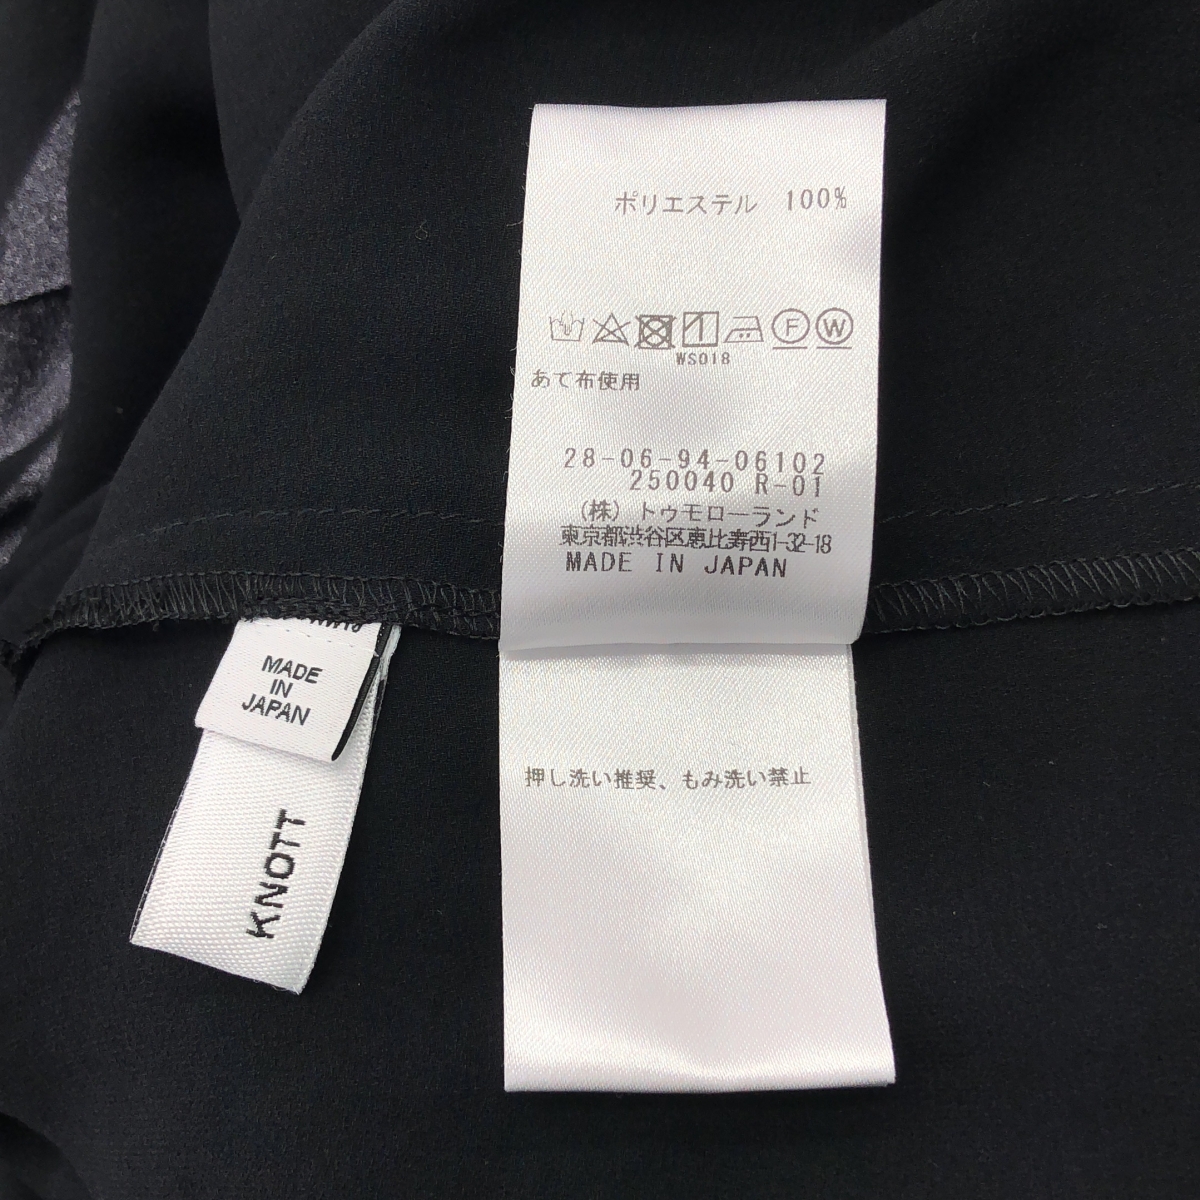 ポリエステル 100%
F W
WS018
あて布使用
28-06-94-06102
250040 R-01
(株) トゥモローランド
東京都渋谷区恵比寿西1-32-18
MADE IN JAPAN
MADE
IN
JAPAN
KNOTT
押し洗い推奨、もみ洗い禁止